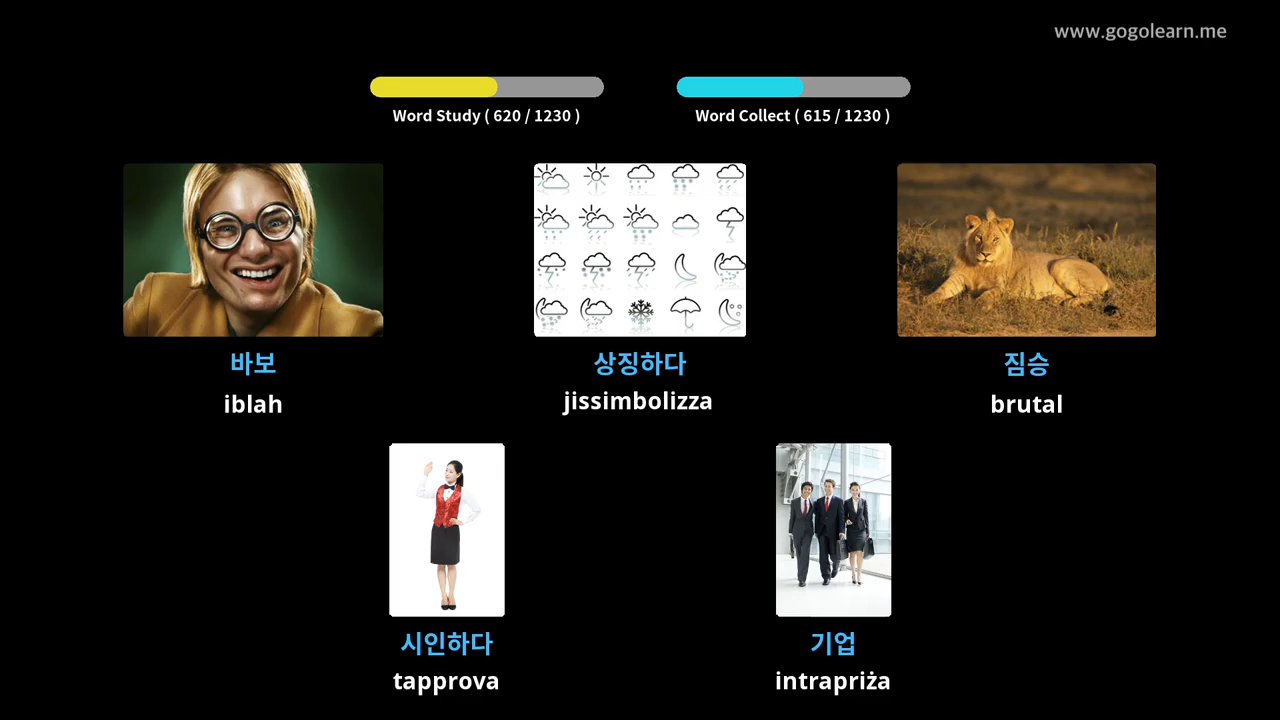 www.gogolearn.me
Word Study ( 620 / 1230 )
Word Collect ( 615 / 1230 )
바보
iblah
상징하다
jissimbolizza
짐승
brutal
시인하다
tapprova
기업
intrapriża